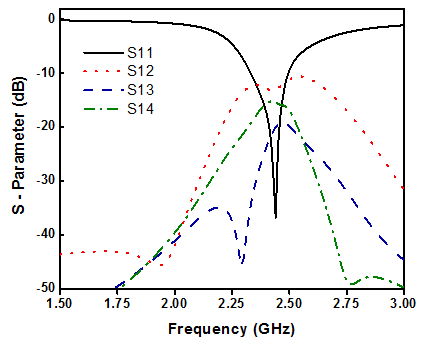 0
-10
-20
-30
-40
-50
S - Parameter (dB)
S11
S12
S13
S14
1.50 1.75 2.00 2.25 2.50 2.75 3.00
Frequency (GHz)